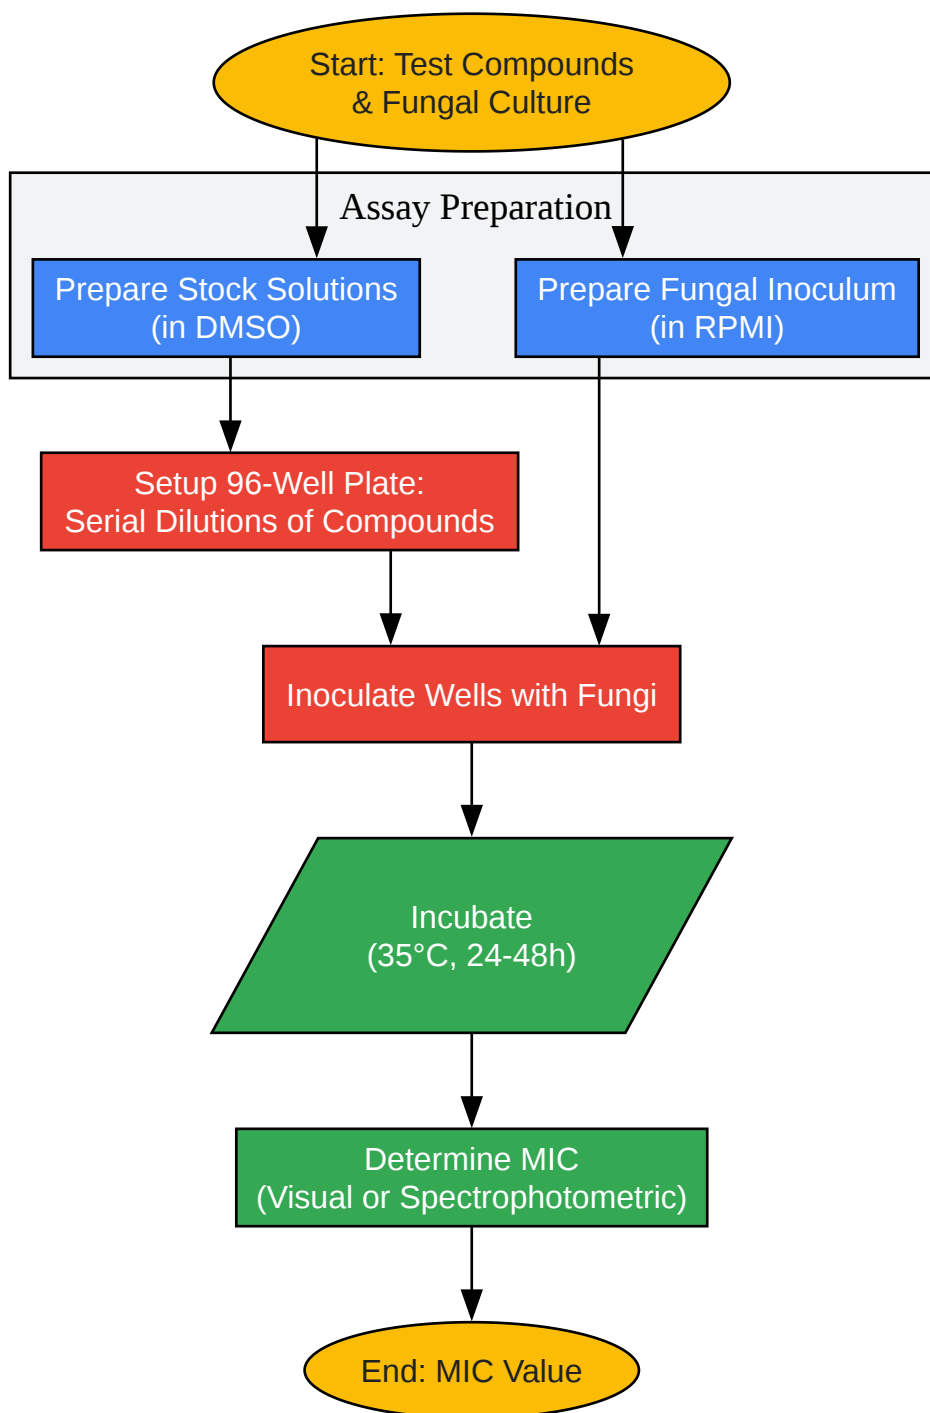 Start: Test Compounds
& Fungal Culture
Assay Preparation
Prepare Stock Solutions
(in DMSO)
Prepare Fungal Inoculum
(in RPMI)
Setup 96-Well Plate:
Serial Dilutions of Compounds
Inoculate Wells with Fungi
Incubate
(35°C, 24-48h)
Determine MIC
(Visual or Spectrophotometric)
End: MIC Value